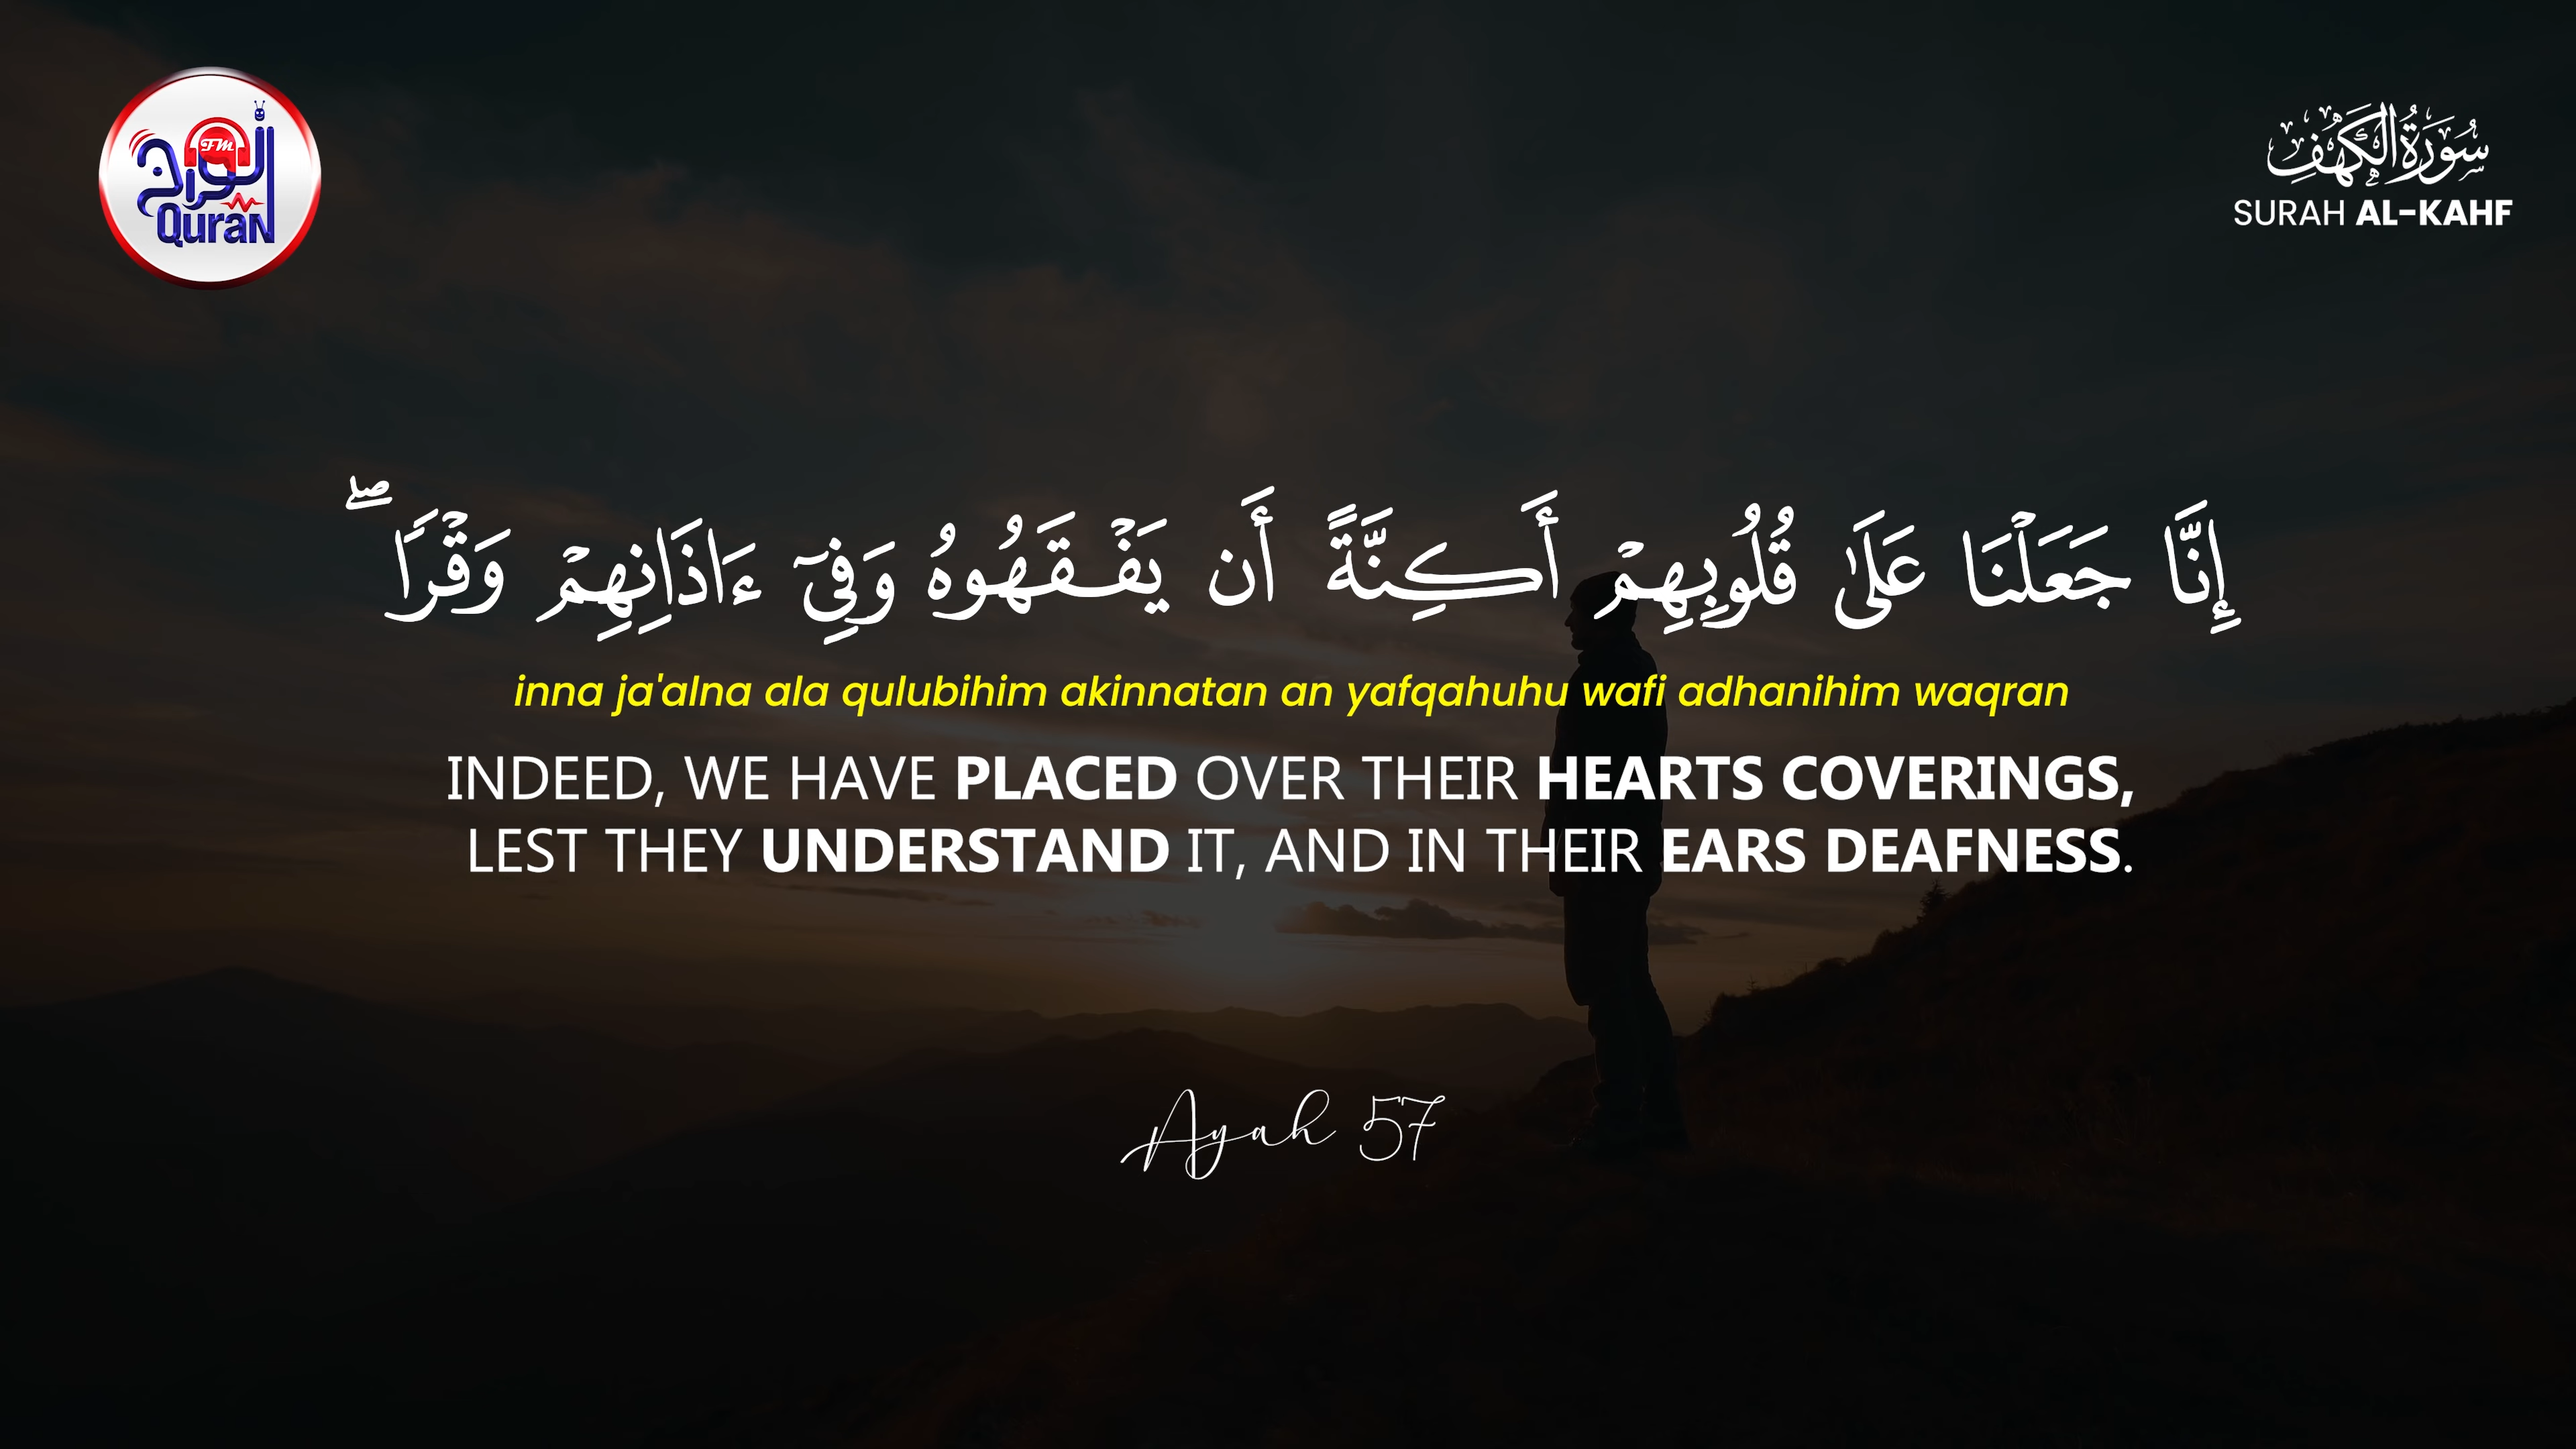 FM
القرآن
Quran
سُورَةُ الكَهْفِ
SURAH AL-KAHF
إِنَّا جَعَلْنَا عَلَىٰ قُلُوبِهِمْ أَكِنَّةً أَن يَفْقَهُوهُ وَفِىٓ ءَاذَانِهِمْ وَقْرًا ۖ
inna ja'alna ala qulubihim akinnatan an yafqahuhu wafi adhanihim waqran
INDEED, WE HAVE PLACED OVER THEIR HEARTS COVERINGS,
LEST THEY UNDERSTAND IT, AND IN THEIR EARS DEAFNESS.
Ayah 57